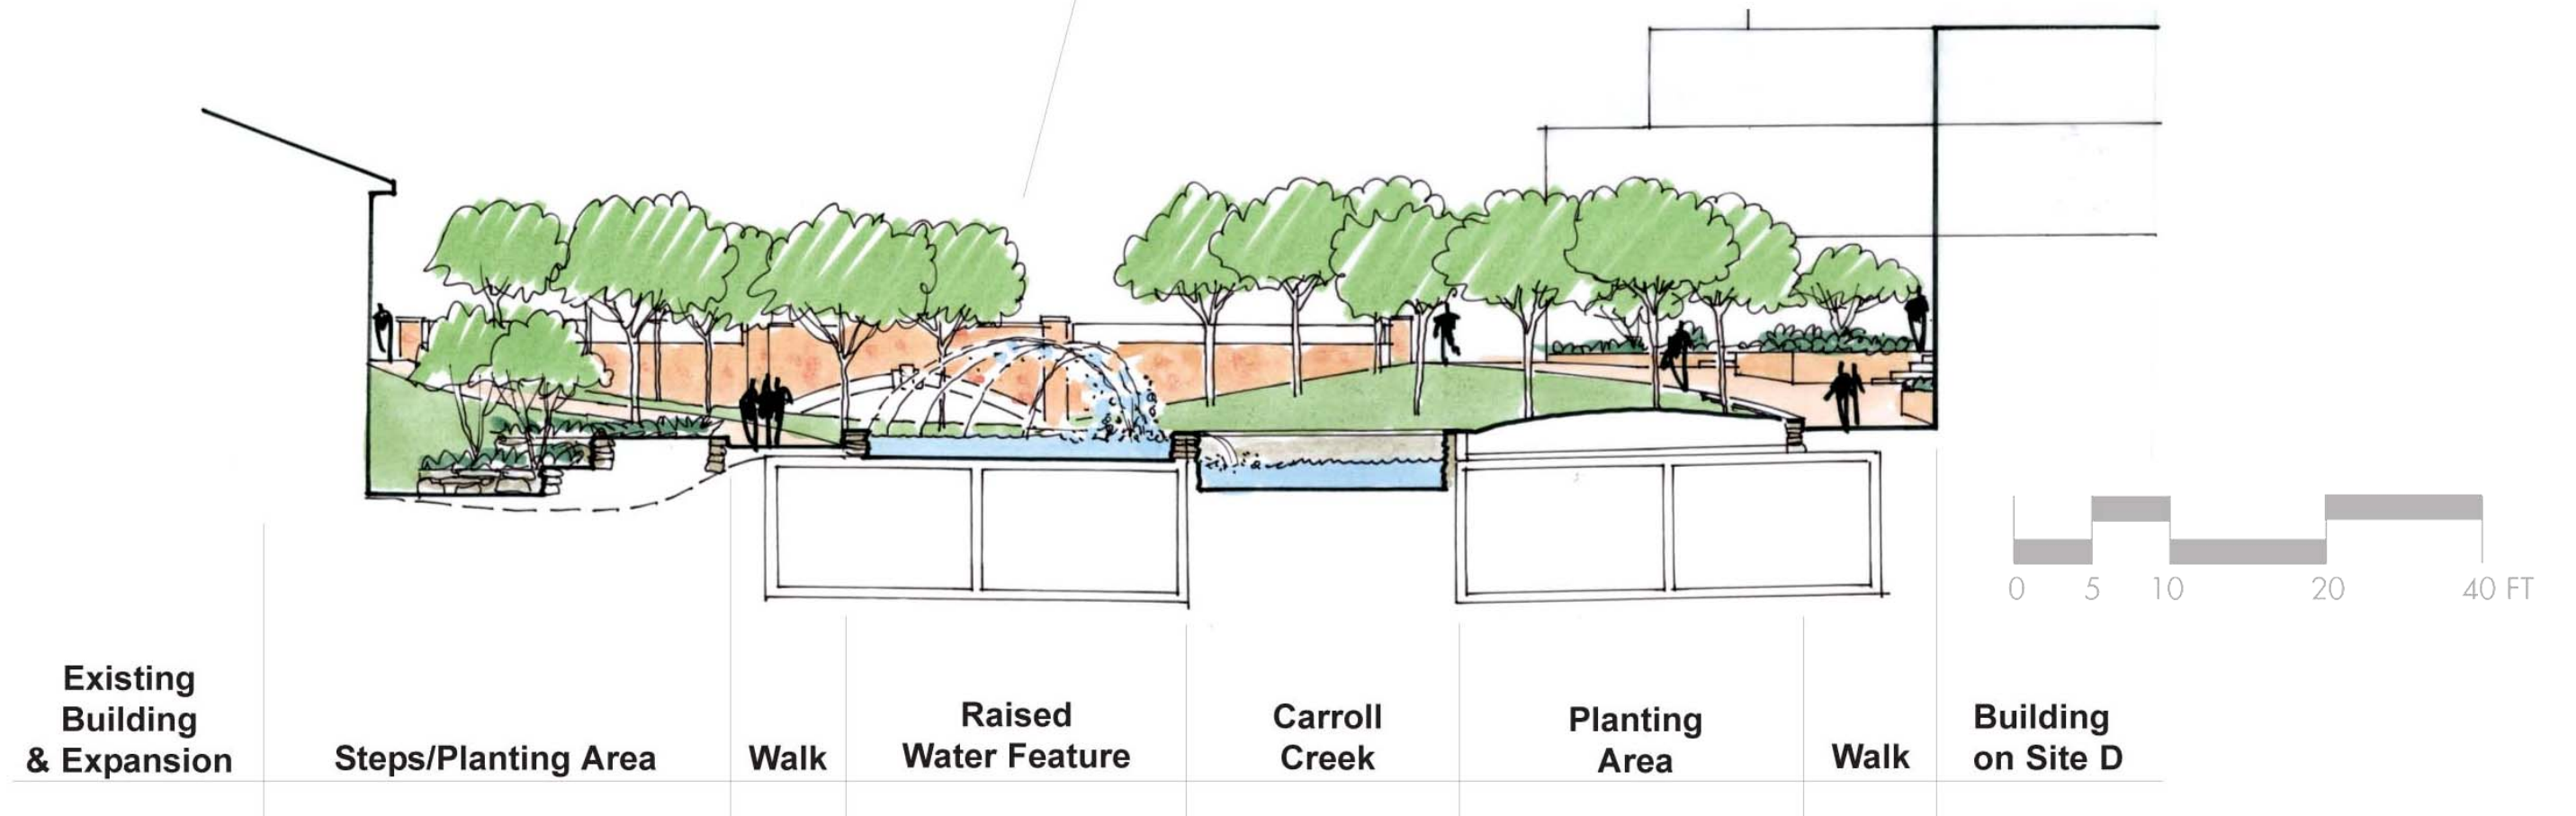 0 5 10 20 40 FT
Existing
Building
& Expansion
Steps/Planting Area
Walk
Raised
Water Feature
Carroll
Creek
Planting
Area
Walk
Building
on Site D